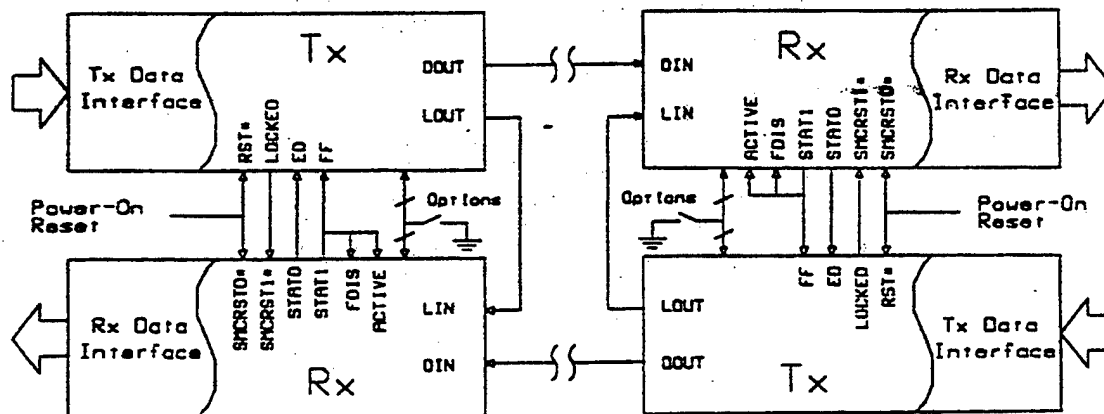 Tx
Rx
Tx Data
Interface
DOUT
LOUT
RST*
LOCKED
ED
FF
DIN
LIN
ACTIVE
FDIS
STAT1
STAT0
SMCRST1*
SMCRST0*
Rx Data
Interface
Power-On
Reset
Options
Options
Power-On
Reset
SMCRST0*
SMCRST1*
STAT0
STAT1
FDIS
ACTIVE
FF
ED
LOCKED
RST*
Rx Data
Interface
LIN
DIN
Rx
LOUT
DOUT
Tx
Tx Data
Interface